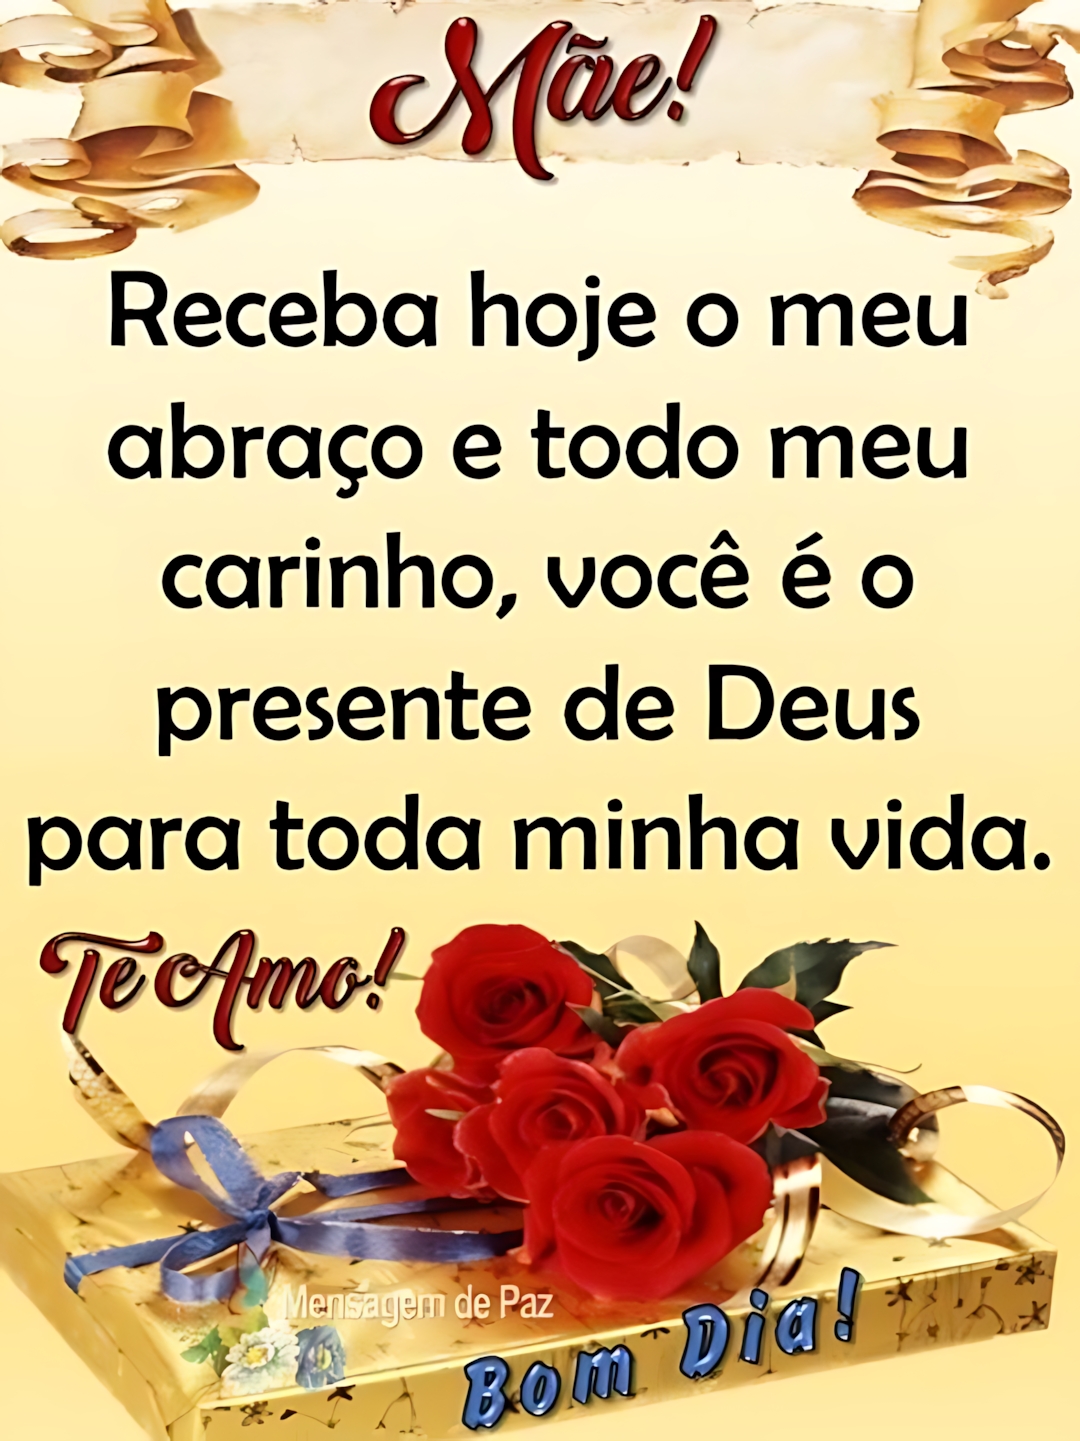 Mãe!
Receba hoje o meu
abraço e todo meu
carinho, você é o
presente de Deus
para toda minha vida.
Te Amo!
Mensagem de Paz
Bom Dia!